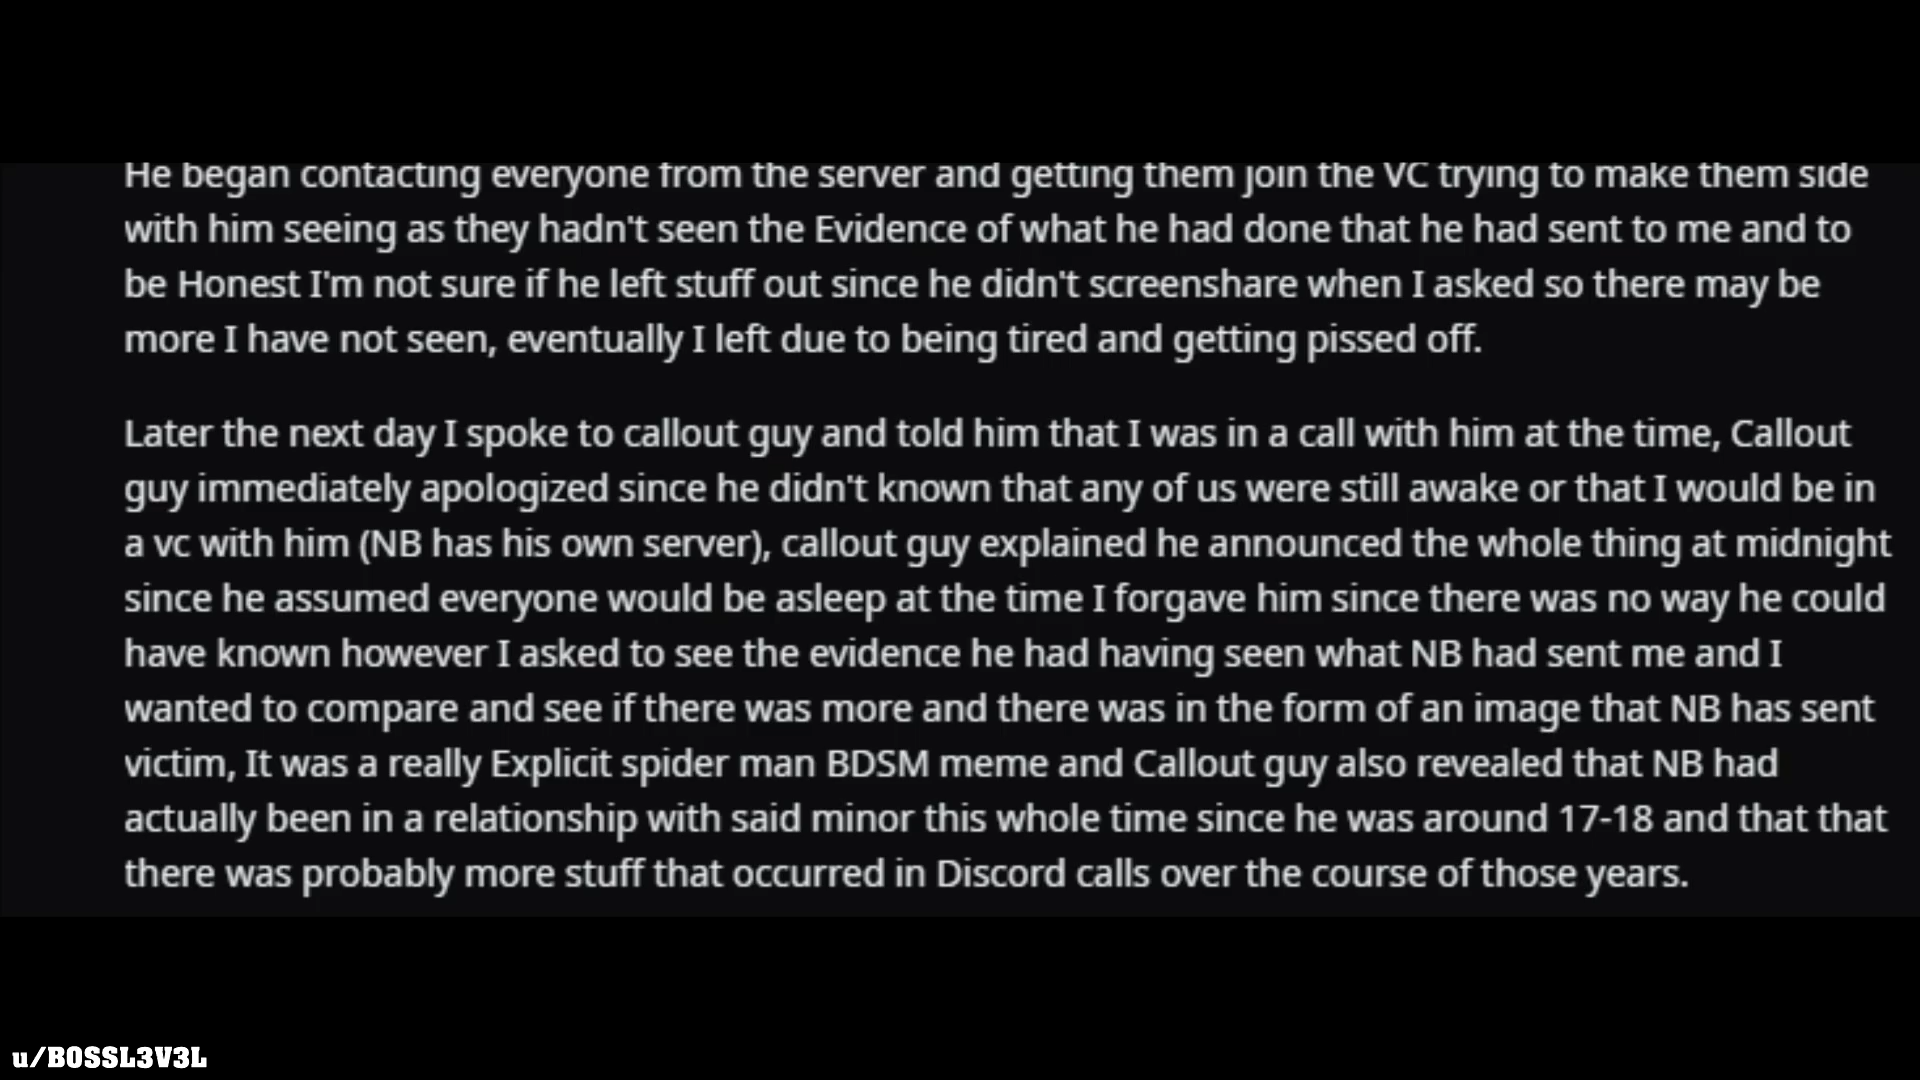 He began contacting everyone from the server and getting them join the VC trying to make them side
with him seeing as they hadn't seen the Evidence of what he had done that he had sent to me and to
be Honest I'm not sure if he left stuff out since he didn't screenshare when I asked so there may be
more I have not seen, eventually I left due to being tired and getting pissed off.
Later the next day I spoke to callout guy and told him that I was in a call with him at the time, Callout
guy immediately apologized since he didn't known that any of us were still awake or that I would be in
a vc with him (NB has his own server), callout guy explained he announced the whole thing at midnight
since he assumed everyone would be asleep at the time I forgave him since there was no way he could
have known however I asked to see the evidence he had having seen what NB had sent me and I
wanted to compare and see if there was more and there was in the form of an image that NB has sent
victim, It was a really Explicit spider man BDSM meme and Callout guy also revealed that NB had
actually been in a relationship with said minor this whole time since he was around 17-18 and that that
there was probably more stuff that occurred in Discord calls over the course of those years.
u/B0SSL3V3L